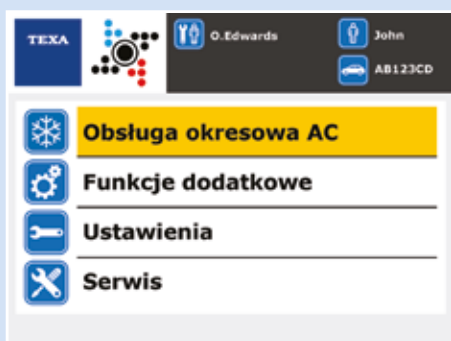 TEXA
O.Edwards
John
AB123CD
Obsługa okresowa AC
Funkcje dodatkowe
Ustawienia
Serwis